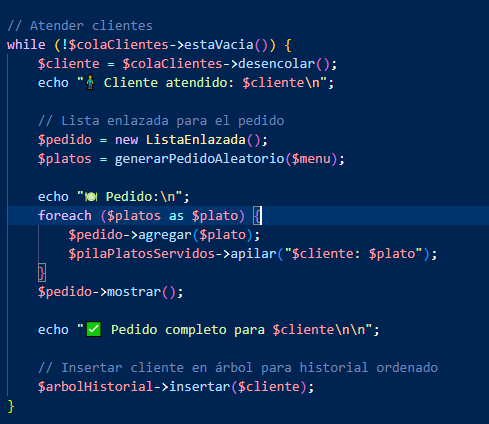 // Atender clientes
while (!$colaClientes->estaVacia()) {
$cliente = $colaClientes->desencolar();
echo "🧍‍♂️ Cliente atendido: $cliente\n";
// Lista enlazada para el pedido
$pedido = new ListaEnlazada();
$platos = generarPedidoAleatorio($menu);
echo "🍽️ Pedido:\n";
foreach ($platos as $plato) {
$pedido->agregar($plato);
$pilaPlatosServidos->apilar("$cliente: $plato");
}
$pedido->mostrar();
echo "✅ Pedido completo para $cliente\n\n";
// Insertar cliente en árbol para historial ordenado
$arbolHistorial->insertar($cliente);
}